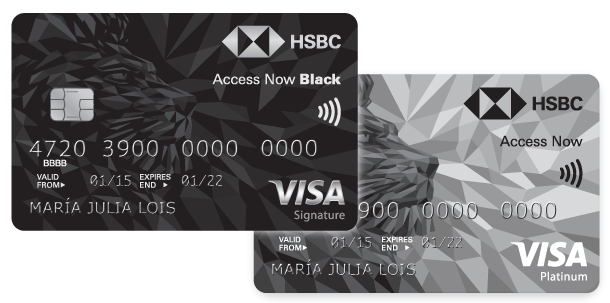 HSBC
Access Now Black
4720 3900 0000 0000
BBBB
VALID FROM▶ 01/15 EXPIRES END ▶ 01/22
MARÍA JULIA LOIS
VISA
Signature
HSBC
Access Now
900 0000 0000
VALID FROM▶ 01/15 EXPIRES END ▶ 01/22
MARÍA JULIA LOIS
VISA
Platinum